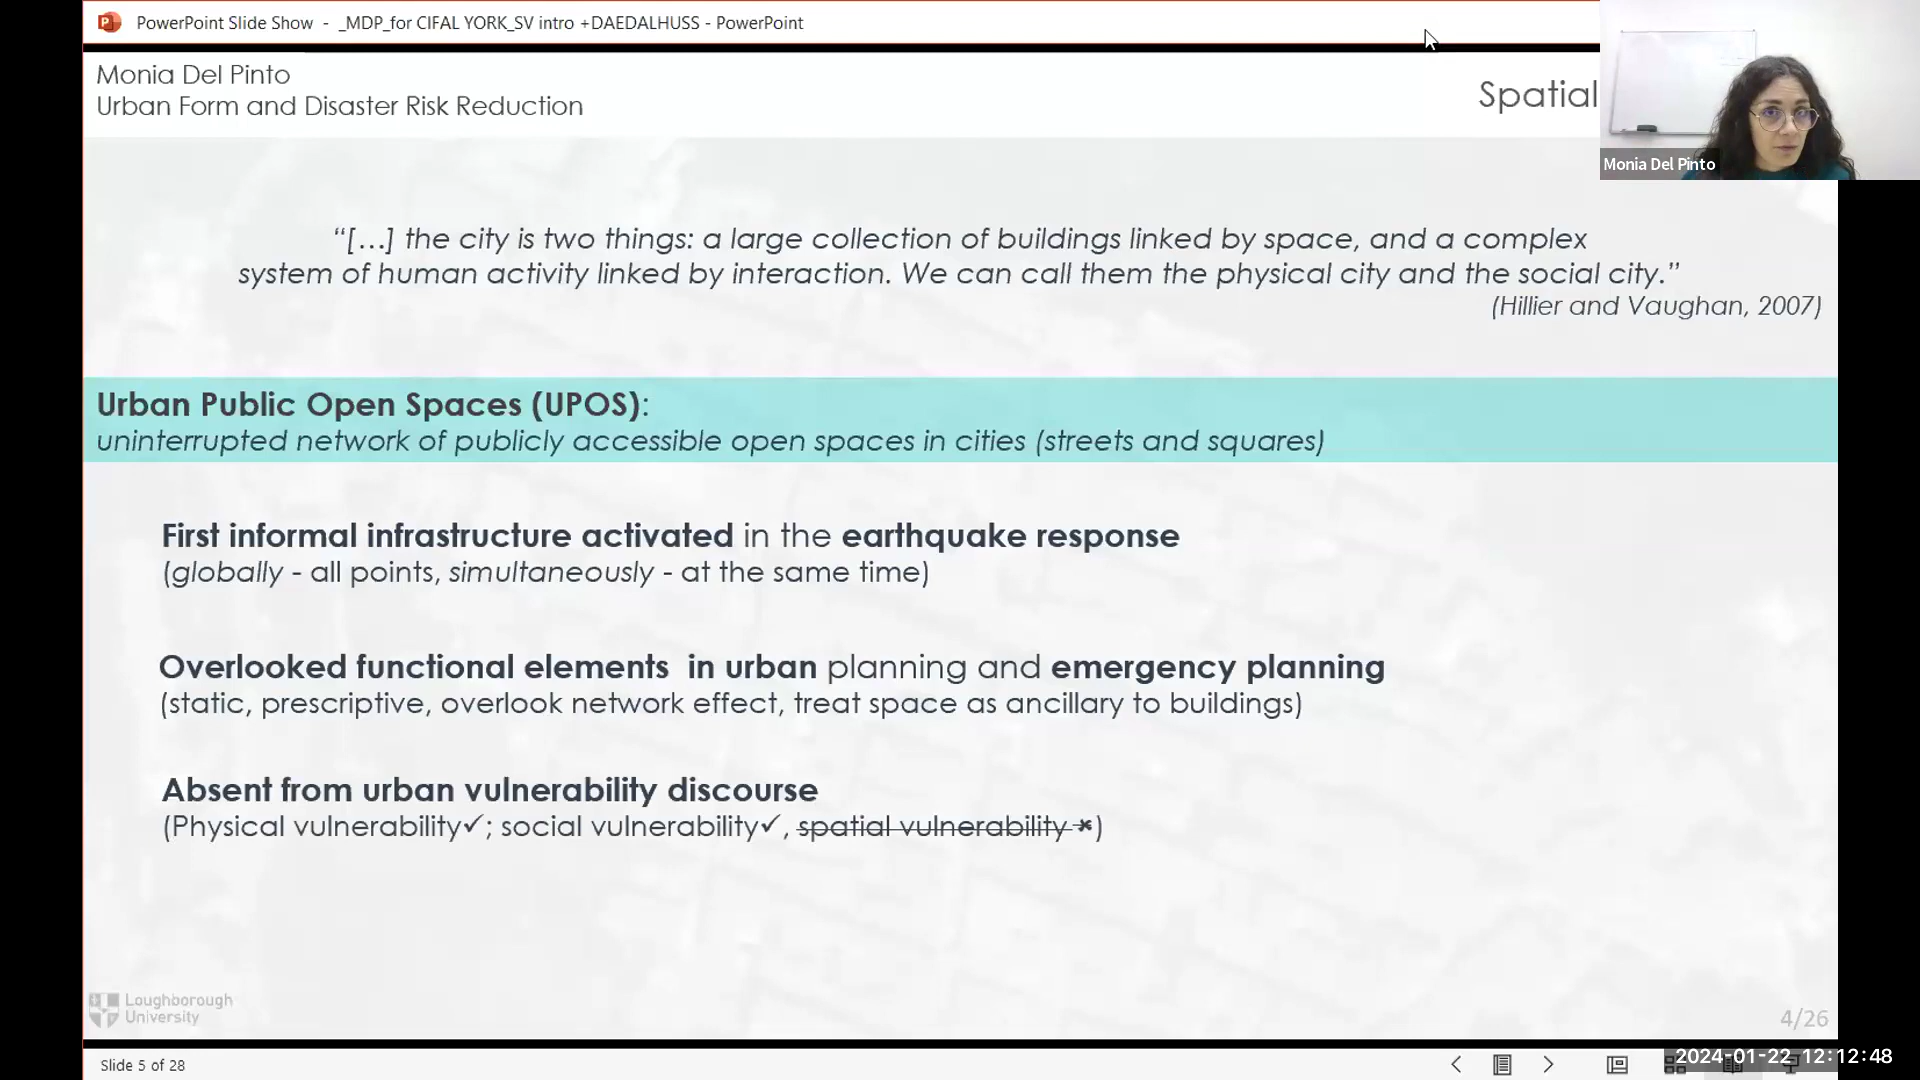 PowerPoint Slide Show - _MDP_for CIFAL YORK_SV intro +DAEDALHUSS - PowerPoint
Monia Del Pinto
Urban Form and Disaster Risk Reduction
Spatial
Monia Del Pinto
“[…] the city is two things: a large collection of buildings linked by space, and a complex
system of human activity linked by interaction. We can call them the physical city and the social city.”
(Hillier and Vaughan, 2007)
Urban Public Open Spaces (UPOS):
uninterrupted network of publicly accessible open spaces in cities (streets and squares)
First informal infrastructure activated in the earthquake response
(globally - all points, simultaneously - at the same time)
Overlooked functional elements in urban planning and emergency planning
(static, prescriptive, overlook network effect, treat space as ancillary to buildings)
Absent from urban vulnerability discourse
(Physical vulnerability✓; social vulnerability✓, spatial vulnerability ×)
Loughborough
University
4/26
Slide 5 of 28
2024-01-22 12:12:48